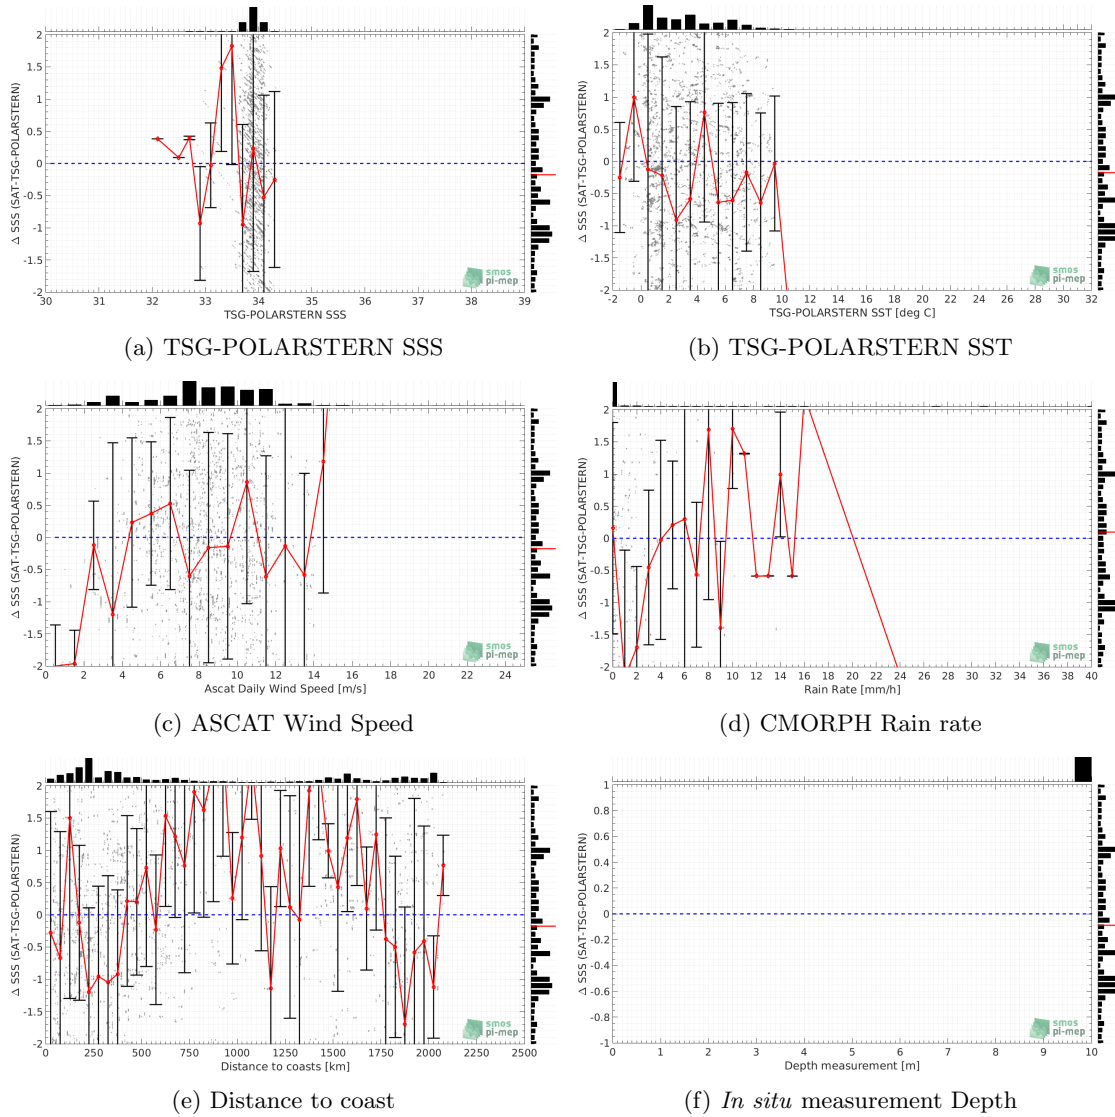 2
1.5
1
0.5
0
-0.5
-1
-1.5
-2
Δ SSS (SAT-TSG-POLARSTERN)
30 31 32 33 34 35 36 37 38 39
TSG-POLARSTERN SSS
smos
pi-mep
(a) TSG-POLARSTERN SSS
2
1.5
1
0.5
0
-0.5
-1
-1.5
-2
Δ SSS (SAT-TSG-POLARSTERN)
-2 0 2 4 6 8 10 12 14 16 18 20 22 24 26 28 30 32
TSG-POLARSTERN SST [deg C]
smos
pi-mep
(b) TSG-POLARSTERN SST
2
1.5
1
0.5
0
-0.5
-1
-1.5
-2
Δ SSS (SAT-TSG-POLARSTERN)
0 2 4 6 8 10 12 14 16 18 20 22 24
Ascat Daily Wind Speed [m/s]
smos
pi-mep
(c) ASCAT Wind Speed
2
1.5
1
0.5
0
-0.5
-1
-1.5
-2
Δ SSS (SAT-TSG-POLARSTERN)
0 2 4 6 8 10 12 14 16 18 20 22 24 26 28 30 32 34 36 38 40
Rain Rate [mm/h]
smos
pi-mep
(d) CMORPH Rain rate
2
1.5
1
0.5
0
-0.5
-1
-1.5
-2
Δ SSS (SAT-TSG-POLARSTERN)
0 250 500 750 1000 1250 1500 1750 2000 2250 2500
Distance to coasts [km]
smos
pi-mep
(e) Distance to coast
1
0.8
0.6
0.4
0.2
0
-0.2
-0.4
-0.6
-0.8
-1
Δ SSS (SAT-TSG-POLARSTERN)
0 1 2 3 4 5 6 7 8 9 10
Depth measurement [m]
smos
pi-mep
(f) In situ measurement Depth